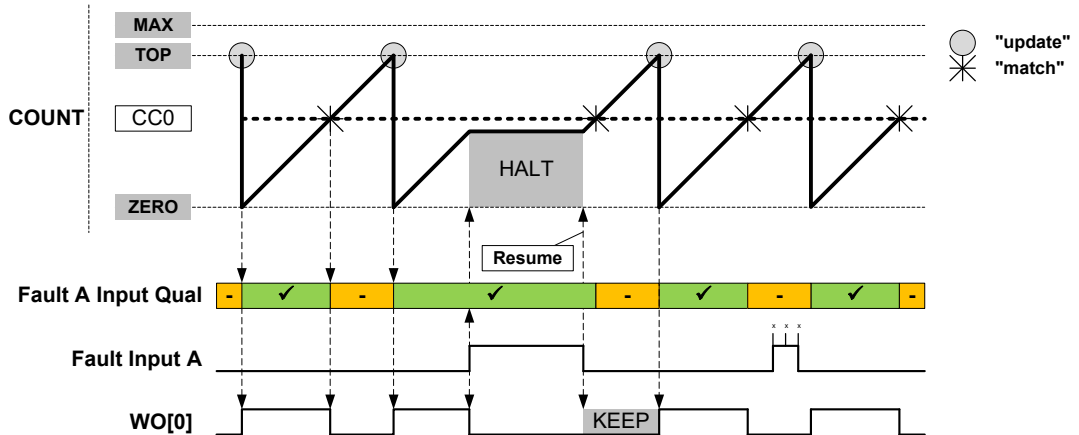 MAX
TOP
"update"
"match"
COUNT
CC0
HALT
ZERO
Resume
Fault A Input Qual
- ✓ - ✓ - ✓ - ✓ -
x x x
Fault Input A
WO[0]
KEEP